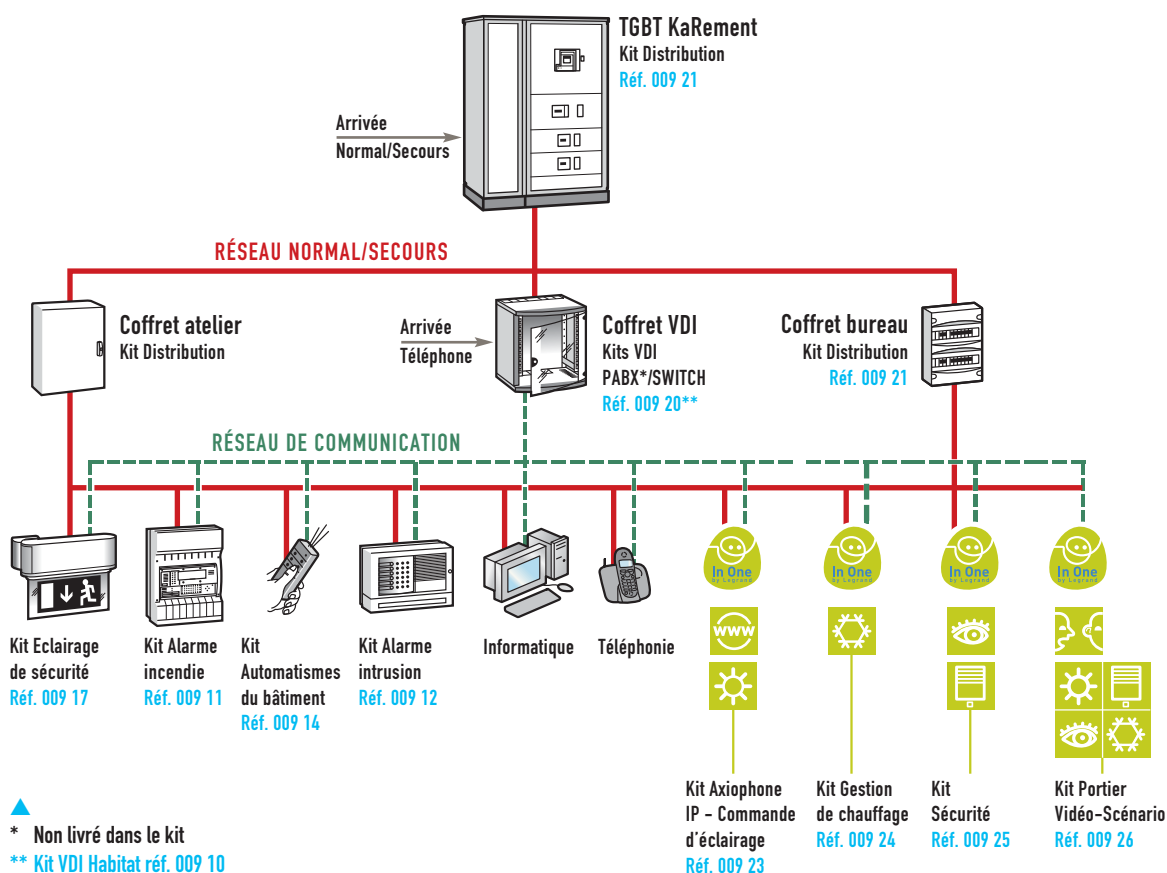 TGBT KaRement
Kit Distribution
Réf. 009 21
Arrivée
Normal/Secours
RÉSEAU NORMAL/SECOURS
Coffret atelier
Kit Distribution
Arrivée
Téléphone
Coffret VDI
Kits VDI
PABX*/SWITCH
Réf. 009 20**
Coffret bureau
Kit Distribution
Réf. 009 21
RÉSEAU DE COMMUNICATION
In One
by Legrand
In One
by Legrand
In One
by Legrand
In One
by Legrand
www
Kit Eclairage
de sécurité
Réf. 009 17
Kit Alarme
incendie
Réf. 009 11
Kit
Automatismes
du bâtiment
Réf. 009 14
Kit Alarme
intrusion
Réf. 009 12
Informatique
Téléphonie
Kit Axiophone
IP - Commande
d'éclairage
Réf. 009 23
Kit Gestion
de chauffage
Réf. 009 24
Kit
Sécurité
Réf. 009 25
Kit Portier
Vidéo-Scénario
Réf. 009 26
* Non livré dans le kit
** Kit VDI Habitat réf. 009 10